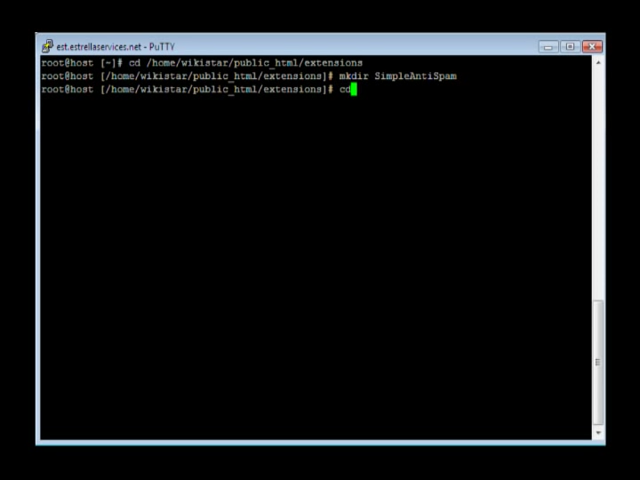 est.estrellaservices.net - PuTTY
root@host [~]# cd /home/wikistar/public_html/extensions
root@host [/home/wikistar/public_html/extensions]# mkdir SimpleAntiSpam
root@host [/home/wikistar/public_html/extensions]# cd